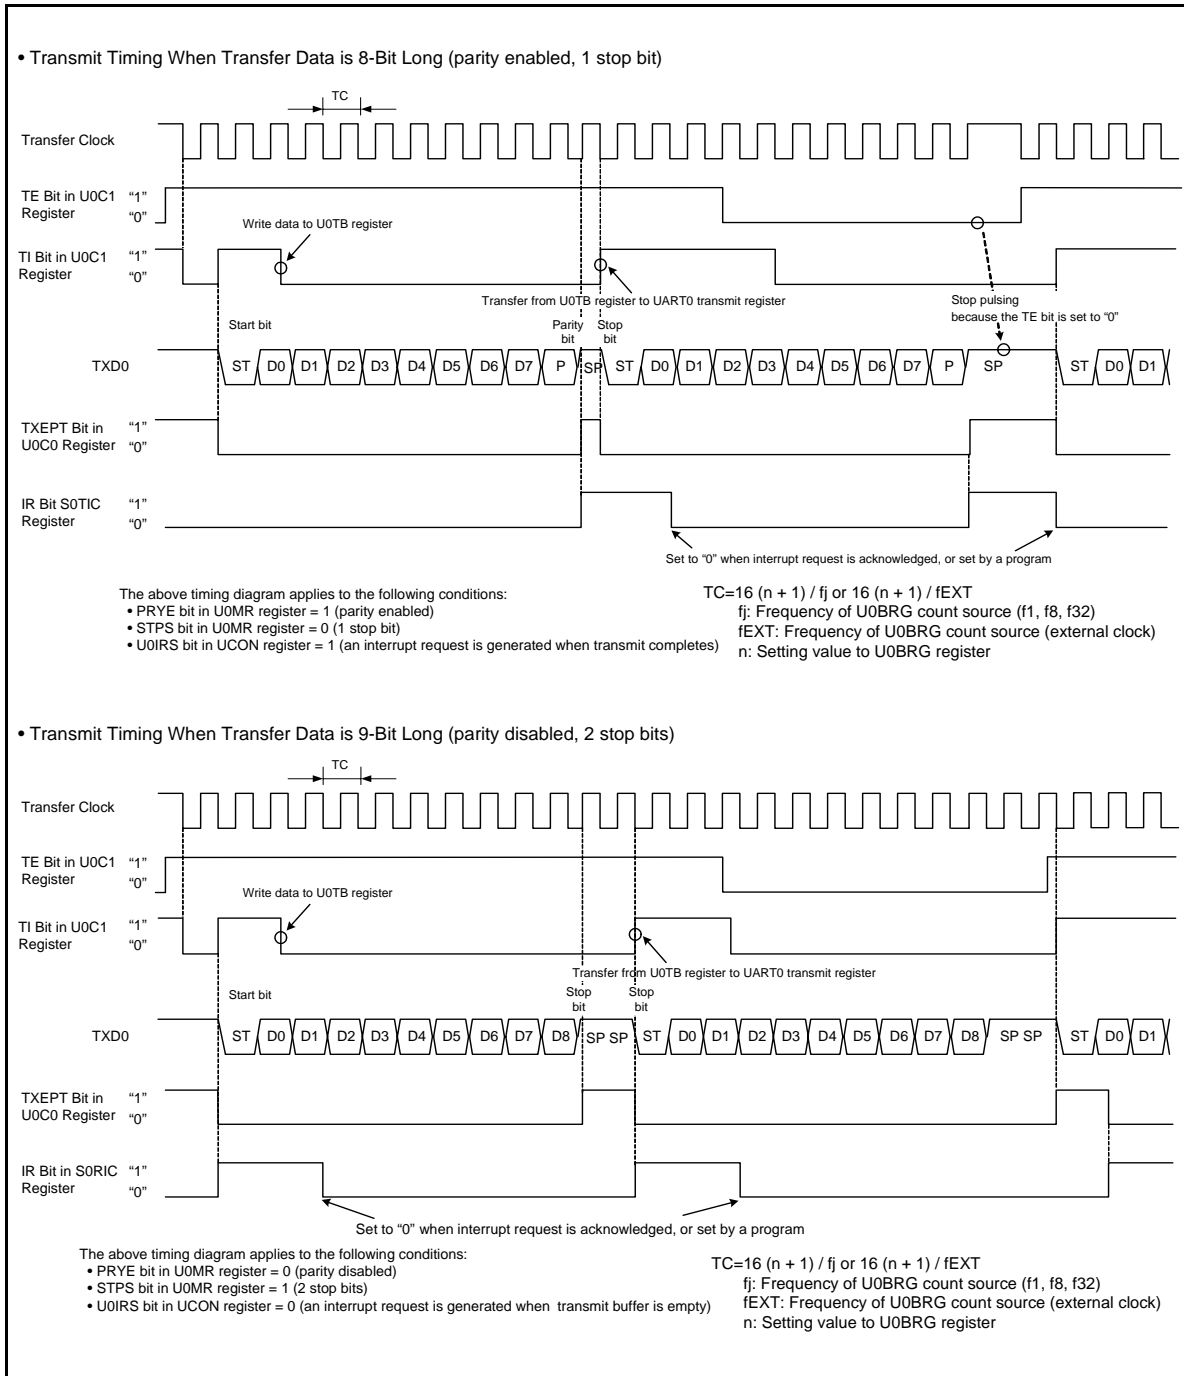 • Transmit Timing When Transfer Data is 8-Bit Long (parity enabled, 1 stop bit)
TC
Transfer Clock
TE Bit in U0C1 “1”
Register “0”
Write data to U0TB register
TI Bit in U0C1 “1”
Register “0”
Transfer from U0TB register to UART0 transmit register
Stop pulsing
because the TE bit is set to “0”
Start bit
Parity
bit
Stop
bit
TXD0 ST D0 D1 D2 D3 D4 D5 D6 D7 P SP ST D0 D1 D2 D3 D4 D5 D6 D7 P SP ST D0 D1
TXEPT Bit in “1”
U0C0 Register “0”
IR Bit S0TIC “1”
Register “0”
Set to “0” when interrupt request is acknowledged, or set by a program
The above timing diagram applies to the following conditions:
• PRYE bit in U0MR register = 1 (parity enabled)
• STPS bit in U0MR register = 0 (1 stop bit)
• U0IRS bit in UCON register = 1 (an interrupt request is generated when transmit completes)
TC=16 (n + 1) / fj or 16 (n + 1) / fEXT
fj: Frequency of U0BRG count source (f1, f8, f32)
fEXT: Frequency of U0BRG count source (external clock)
n: Setting value to U0BRG register
• Transmit Timing When Transfer Data is 9-Bit Long (parity disabled, 2 stop bits)
TC
Transfer Clock
TE Bit in U0C1 “1”
Register “0”
Write data to U0TB register
TI Bit in U0C1 “1”
Register “0”
Transfer from U0TB register to UART0 transmit register
Start bit
Stop
bit
Stop
bit
TXD0 ST D0 D1 D2 D3 D4 D5 D6 D7 D8 SP SP ST D0 D1 D2 D3 D4 D5 D6 D7 D8 SP SP ST D0 D1
TXEPT Bit in “1”
U0C0 Register “0”
IR Bit in S0RIC “1”
Register “0”
Set to “0” when interrupt request is acknowledged, or set by a program
The above timing diagram applies to the following conditions:
• PRYE bit in U0MR register = 0 (parity disabled)
• STPS bit in U0MR register = 1 (2 stop bits)
• U0IRS bit in UCON register = 0 (an interrupt request is generated when transmit buffer is empty)
TC=16 (n + 1) / fj or 16 (n + 1) / fEXT
fj: Frequency of U0BRG count source (f1, f8, f32)
fEXT: Frequency of U0BRG count source (external clock)
n: Setting value to U0BRG register